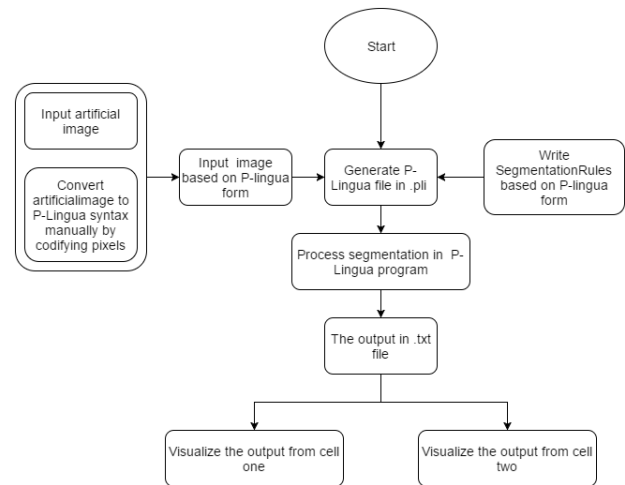 Start
Input artificial
image
Convert
artificialimage to
P-Lingua syntax
manually by
codifying pixels
Input  image
based on P-lingua
form
Generate P-
Lingua file in .pli
Write
SegmentationRules
based on P-lingua
form
Process segmentation in  P-
Lingua program
The output in .txt
file
Visualize the output from cell
one
Visualize the output from cell
two